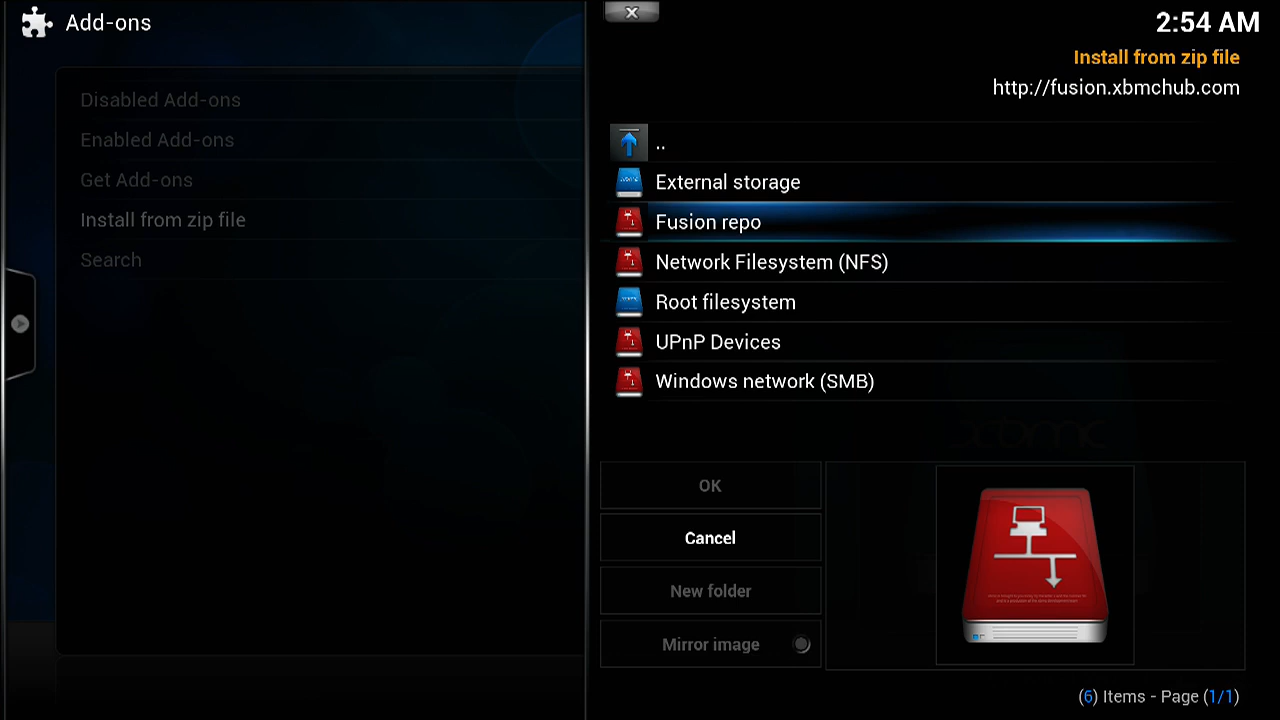 Add-ons
Disabled Add-ons
Enabled Add-ons
Get Add-ons
Install from zip file
Search
2:54 AM
Install from zip file
http://fusion.xbmchub.com
..
External storage
Fusion repo
Network Filesystem (NFS)
Root filesystem
UPnP Devices
Windows network (SMB)
xbmc
OK
Cancel
New folder
Mirror image
(6) Items - Page (1/1)